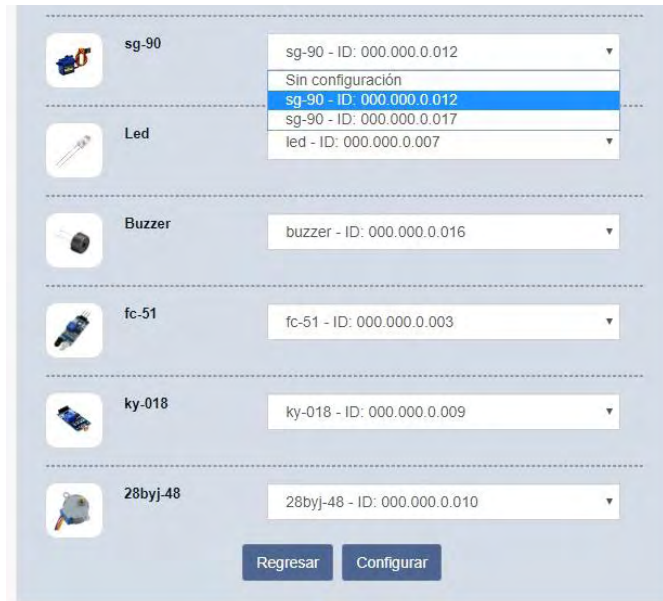 sg-90
sg-90 - ID: 000.000.0.012
Sin configuración
sg-90 - ID: 000.000.0.012
sg-90 - ID: 000.000.0.017
Led
led - ID: 000.000.0.007
Buzzer
buzzer - ID: 000.000.0.016
fc-51
fc-51 - ID: 000.000.0.003
ky-018
ky-018 - ID: 000.000.0.009
28byj-48
28byj-48 - ID: 000.000.0.010
Regresar
Configurar